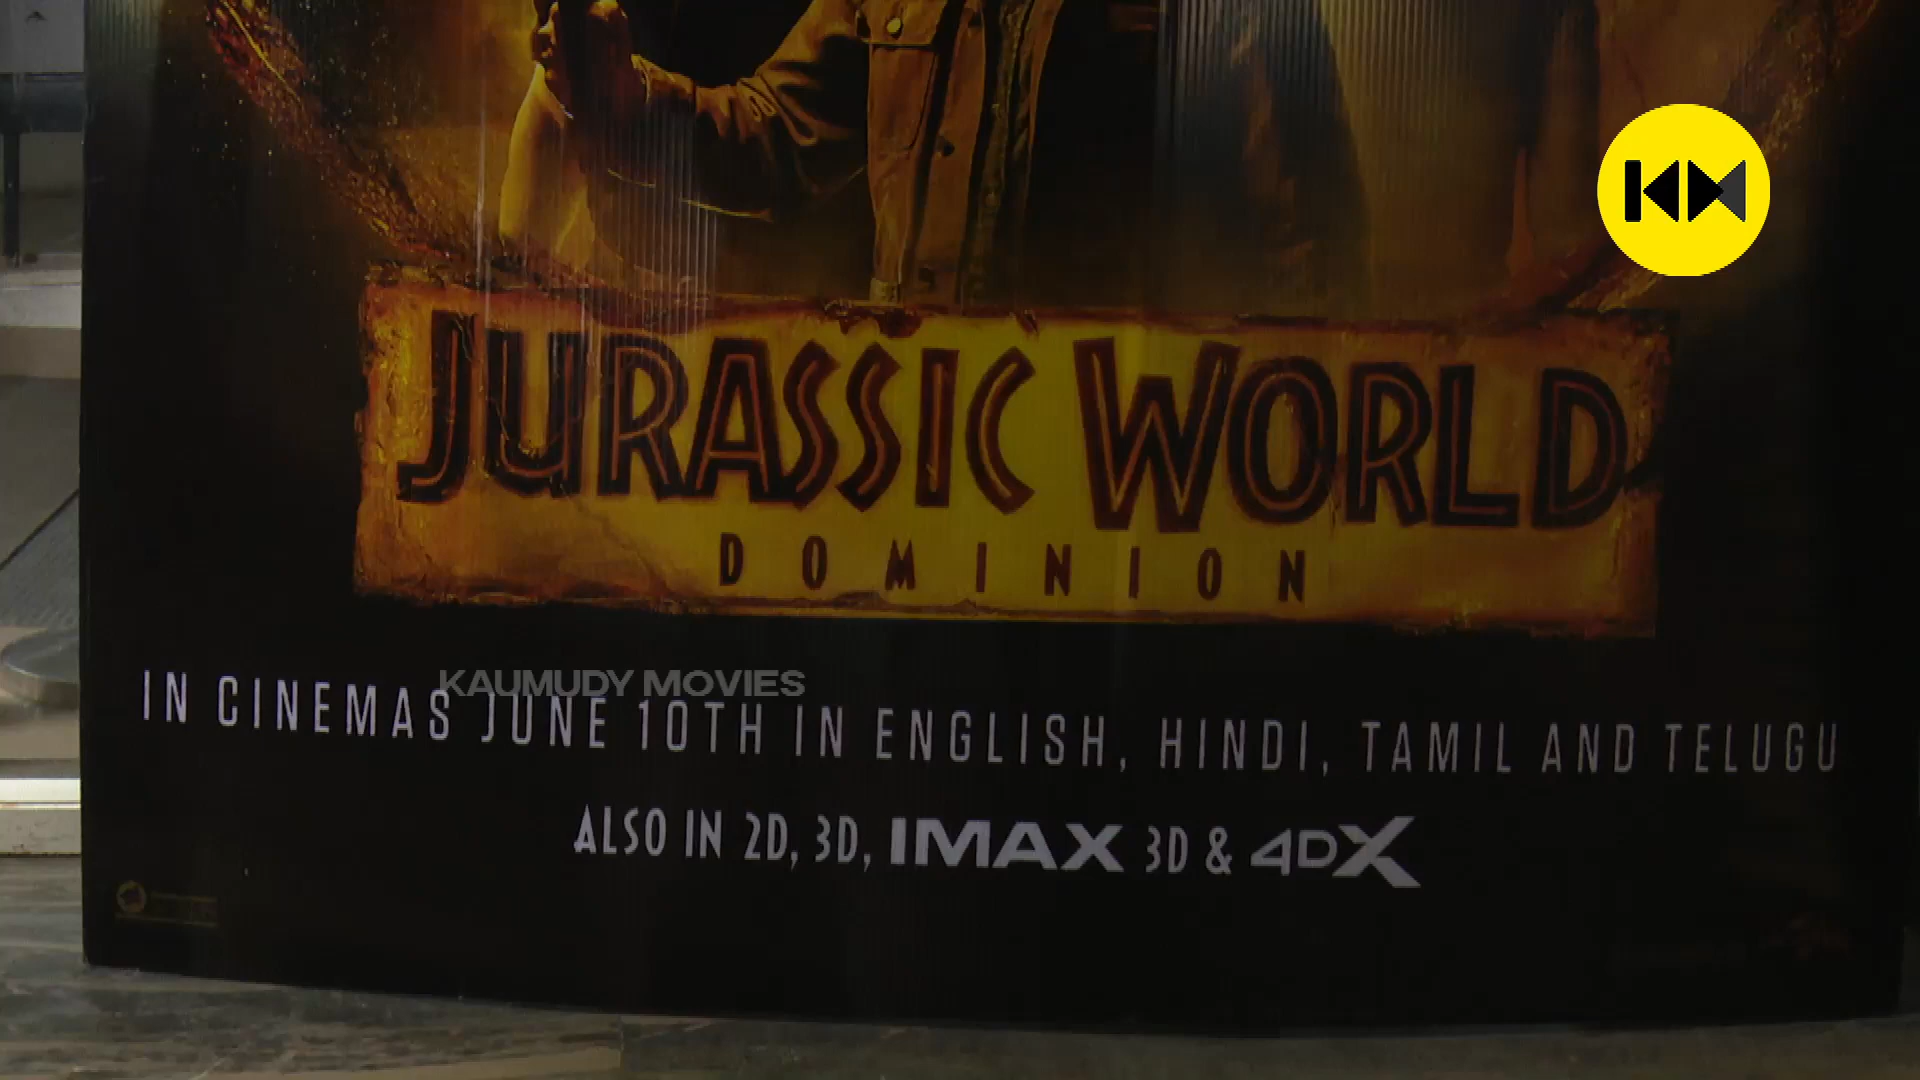 JURASSIC WORLD
DOMINION
KAUMUDY MOVIES
IN CINEMAS JUNE 10TH IN ENGLISH, HINDI, TAMIL AND TELUGU
ALSO IN 2D, 3D, IMAX 3D & 4DX